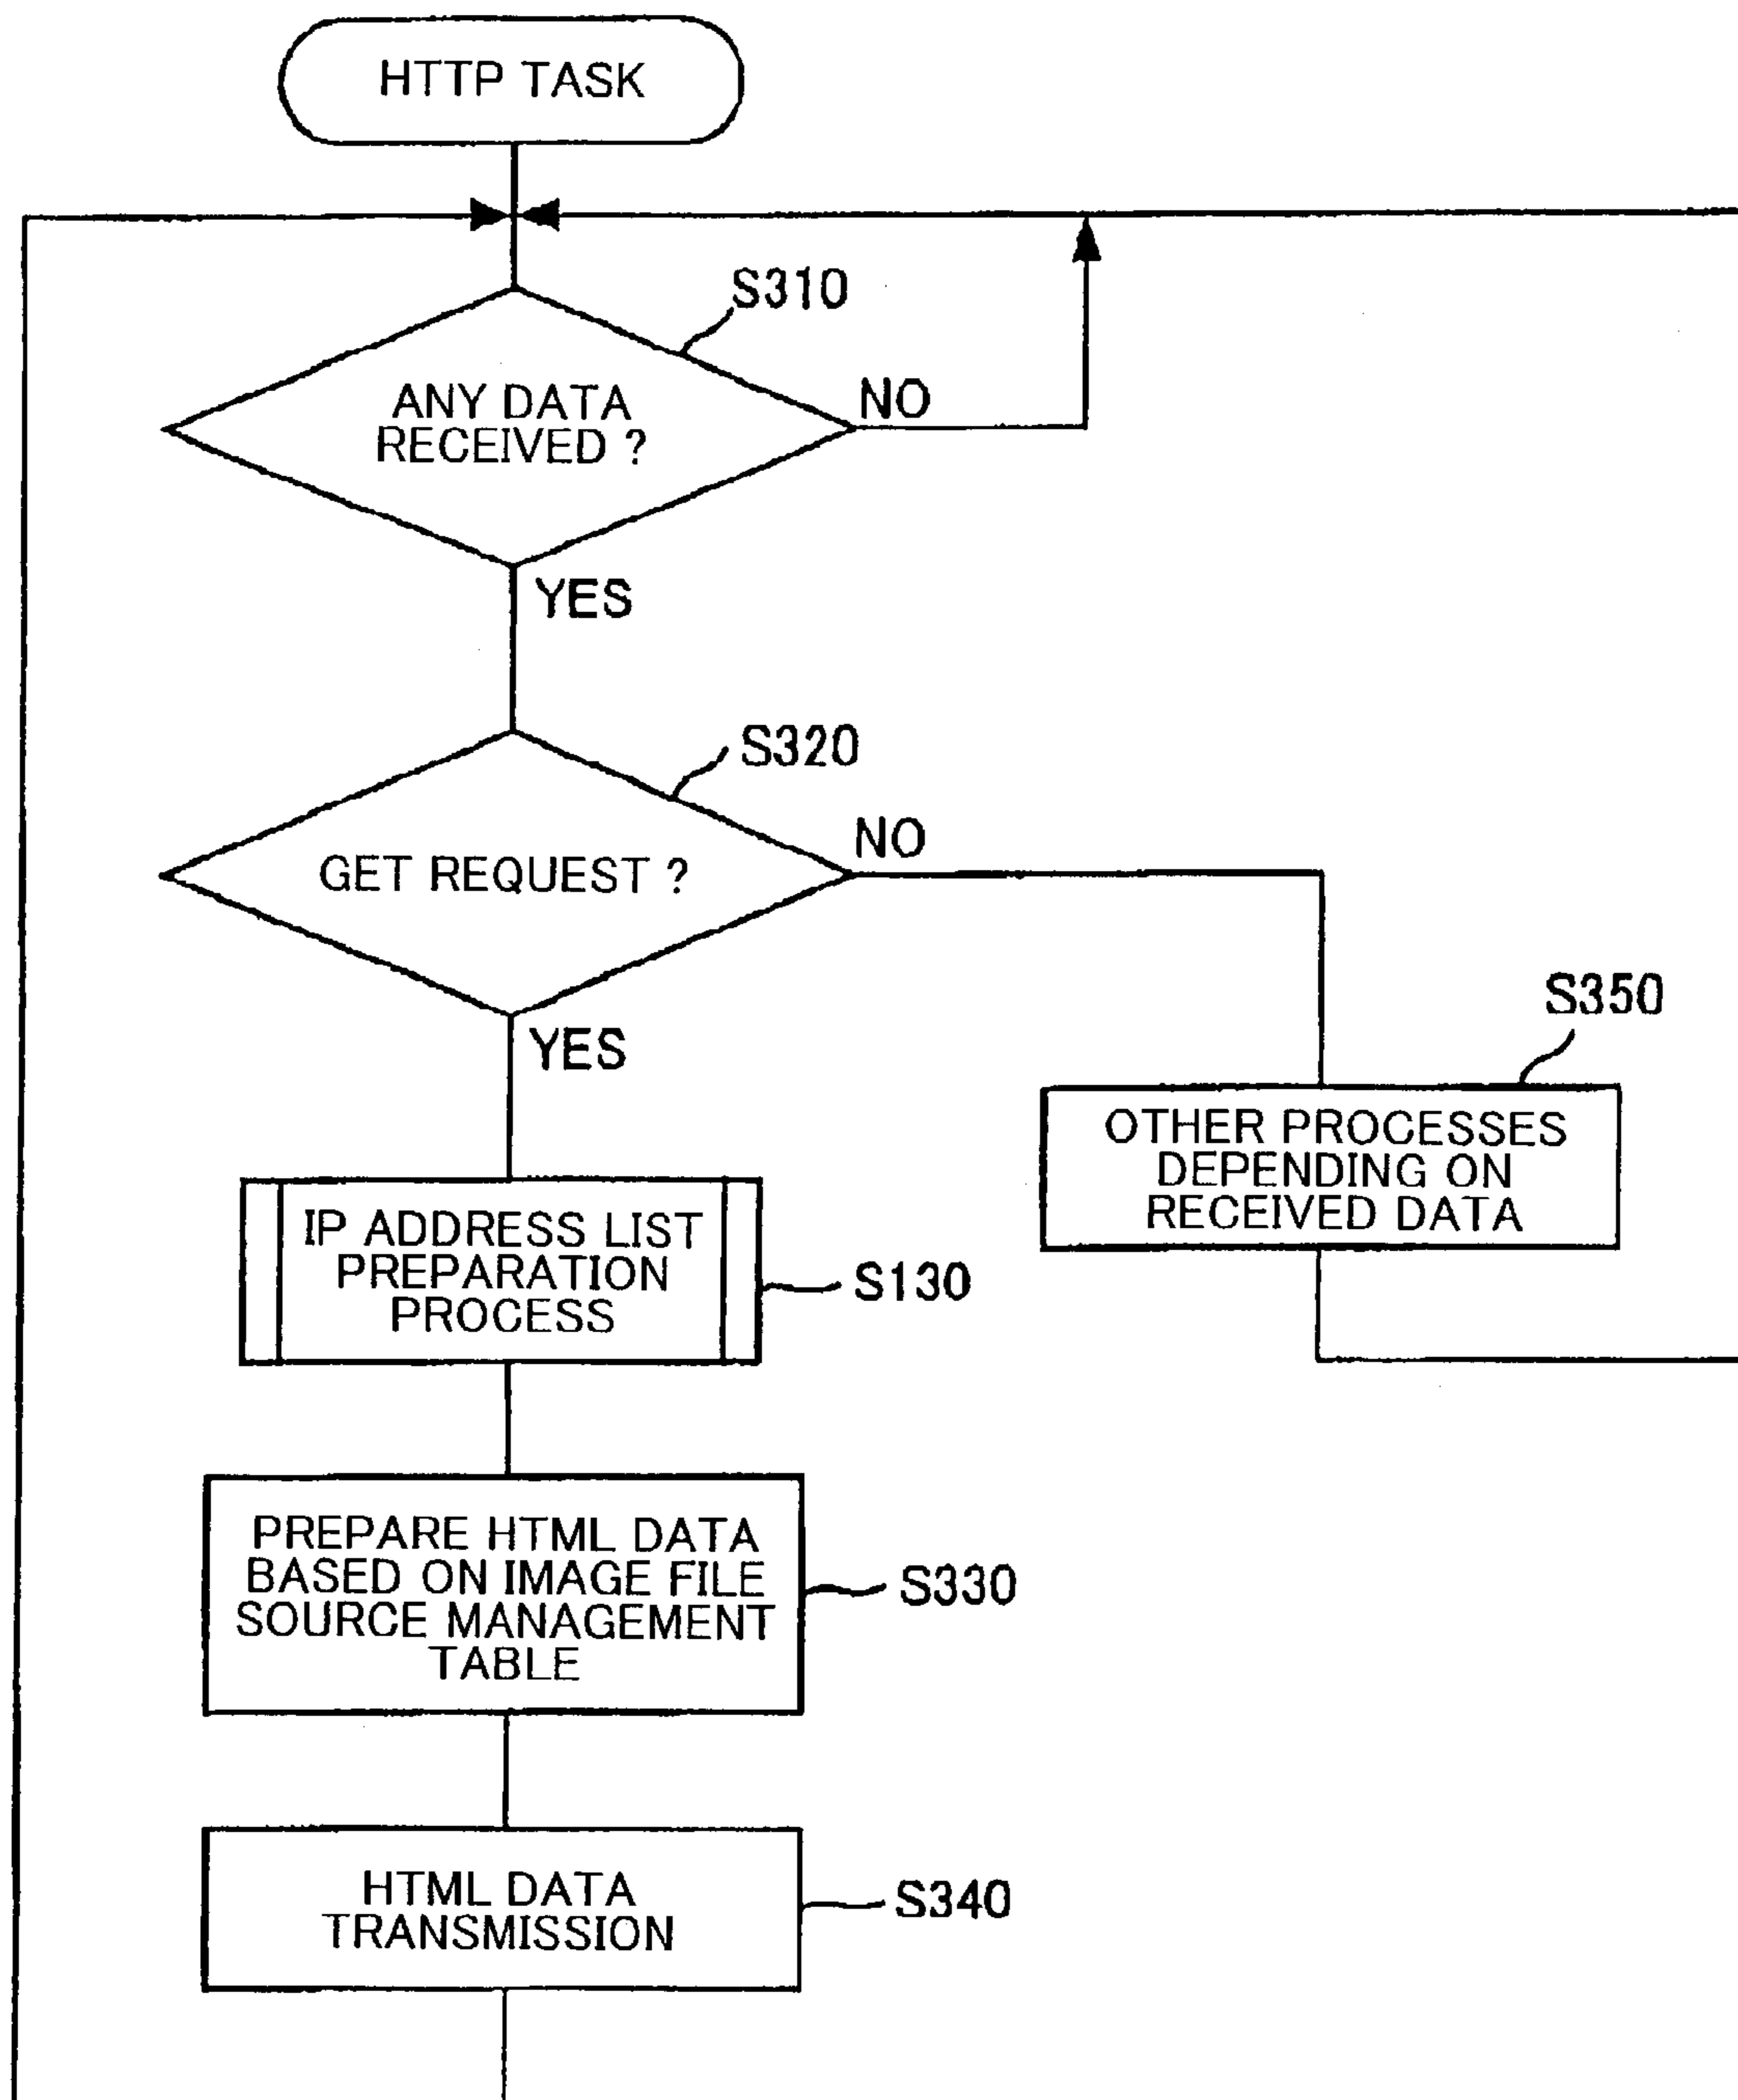 HTTP TASK
S310
ANY DATA
RECEIVED ?
NO
YES
S320
GET REQUEST ?
NO
YES
S350
OTHER PROCESSES
DEPENDING ON
RECEIVED DATA
IP ADDRESS LIST
PREPARATION
PROCESS
S130
PREPARE HTML DATA
BASED ON IMAGE FILE
SOURCE MANAGEMENT
TABLE
S330
HTML DATA
TRANSMISSION
S340